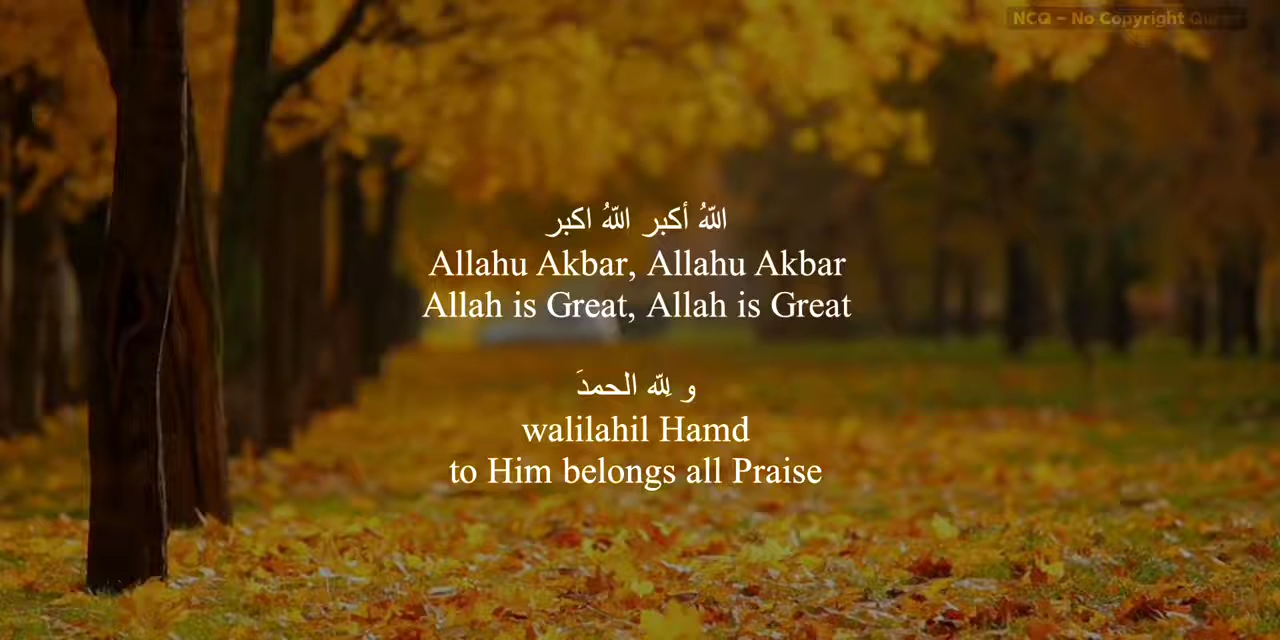 NCQ - No Copyright Quran
اللّٰهُ أكبر اللّٰهُ اكبر
Allahu Akbar, Allahu Akbar
Allah is Great, Allah is Great
و لِلّٰه الحمدَ
walilahil Hamd
to Him belongs all Praise